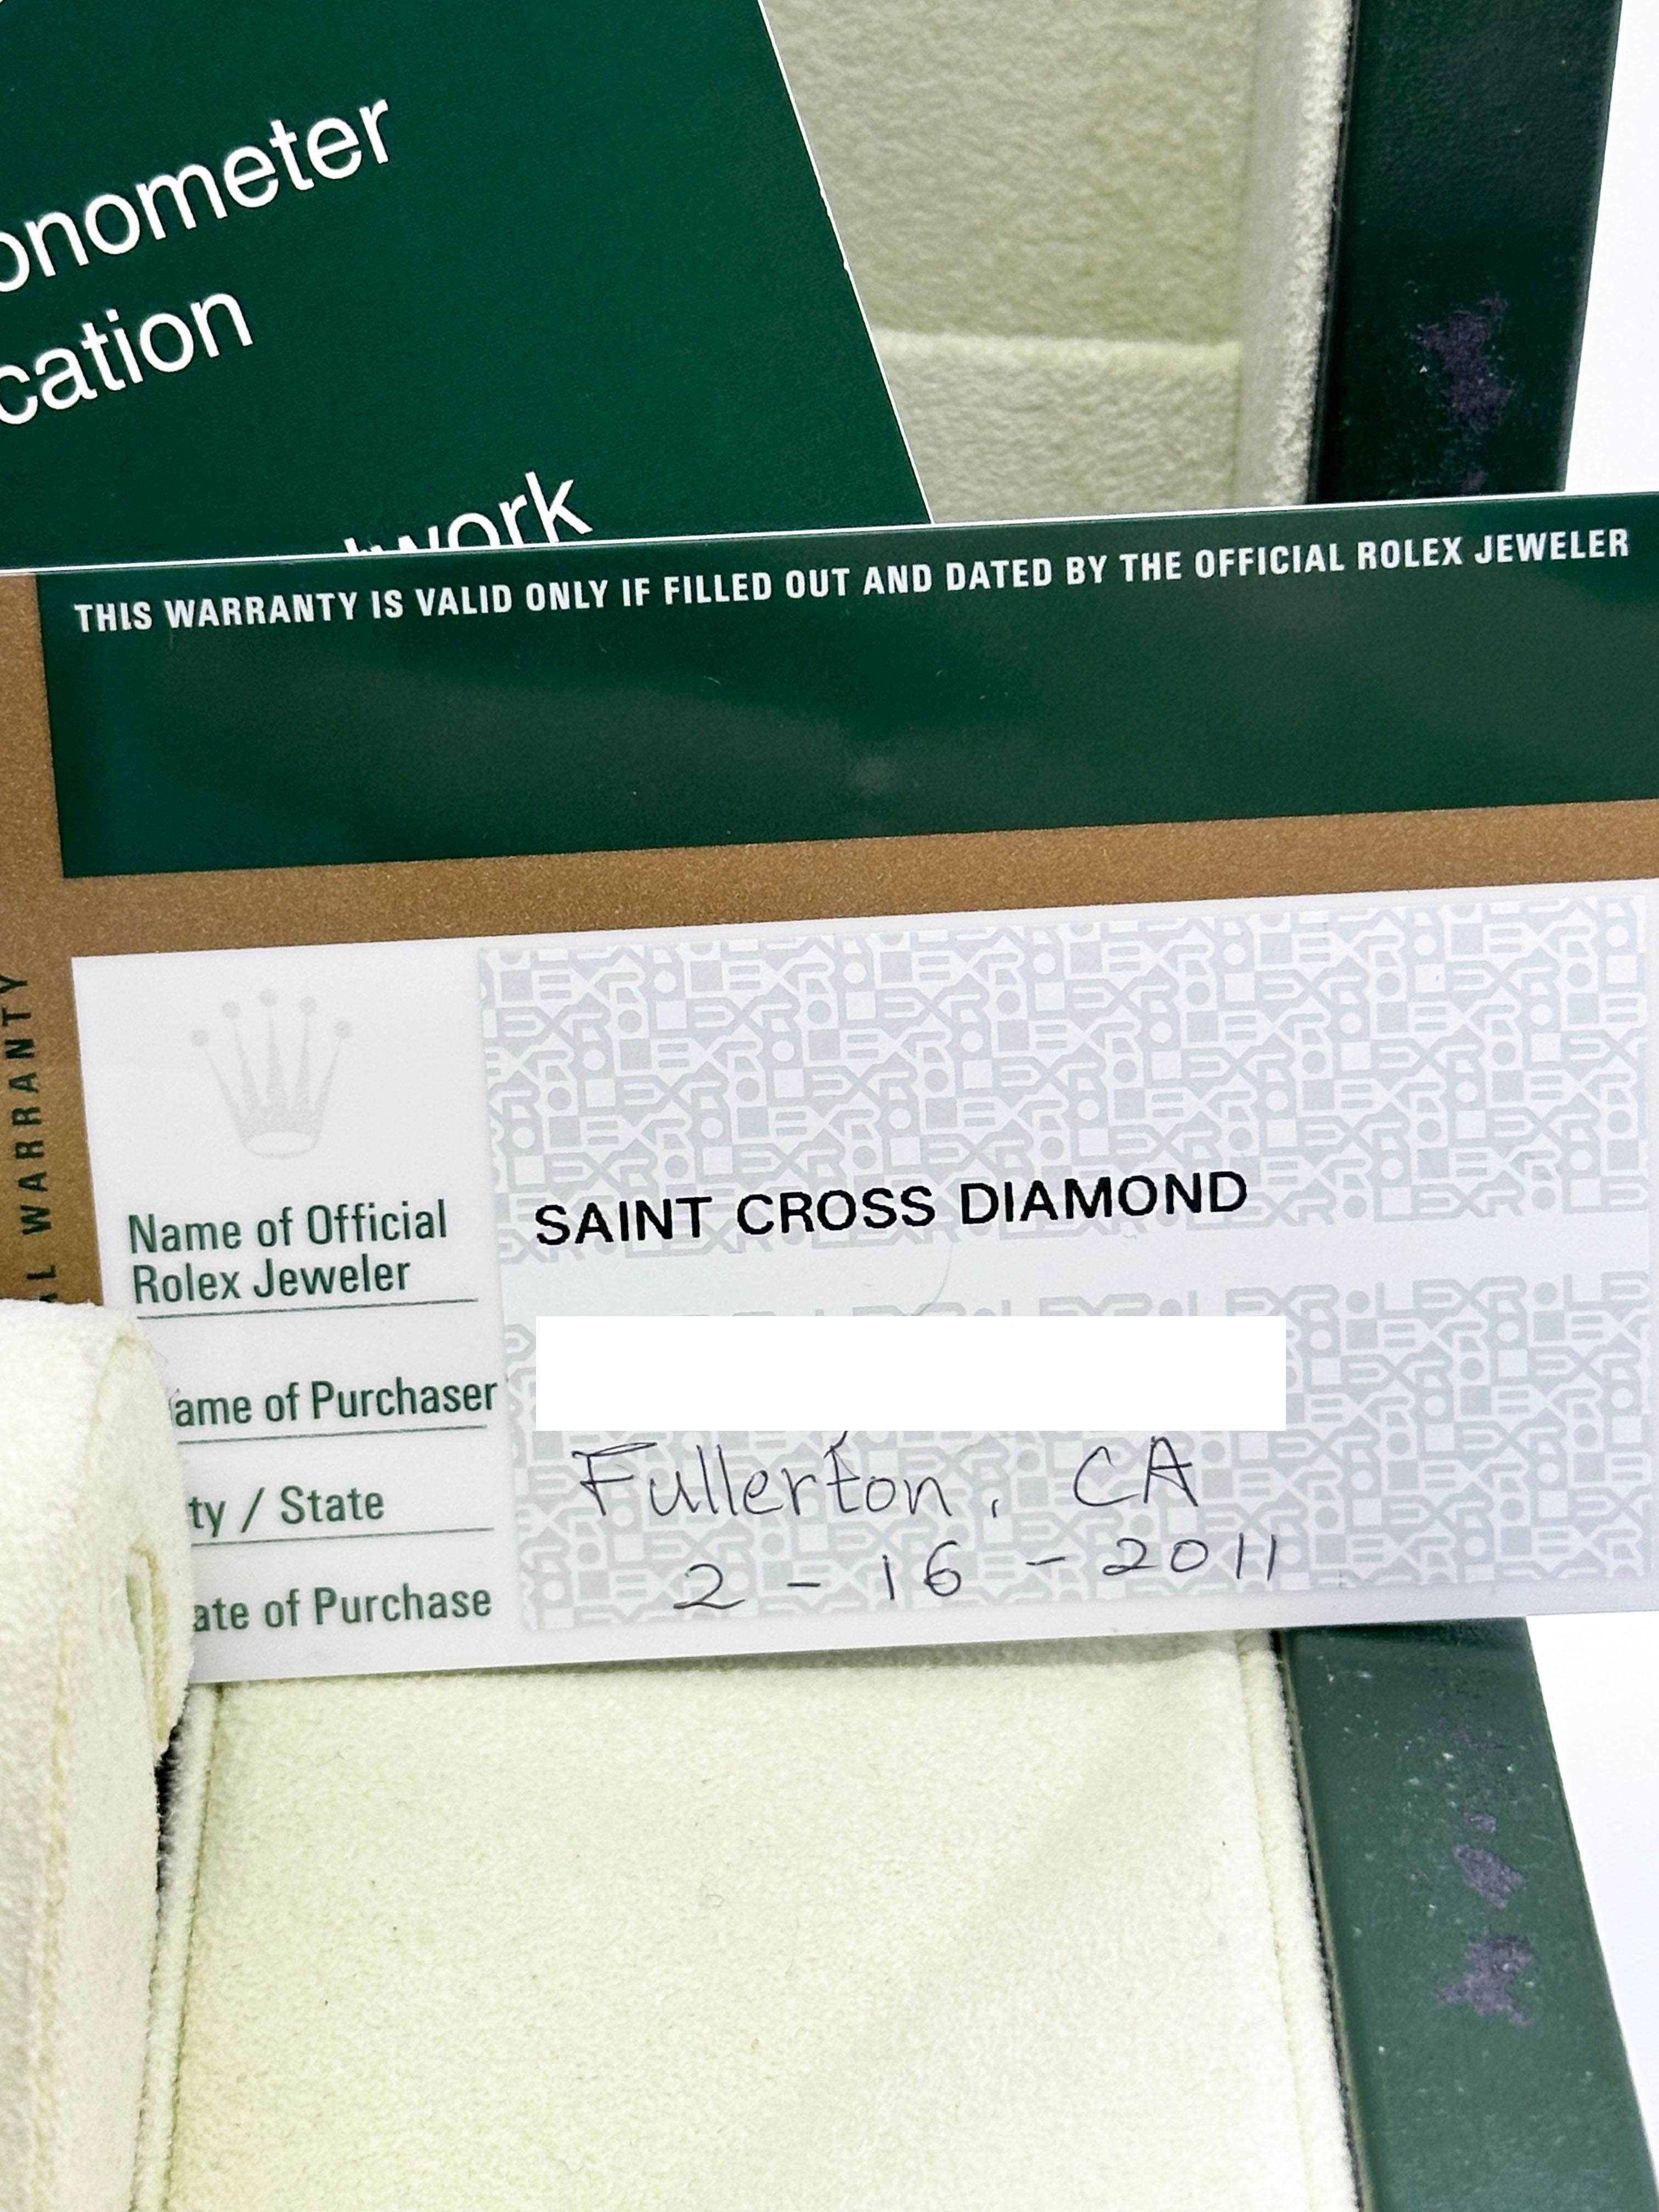 onometer
cation
work
THIS WARRANTY IS VALID ONLY IF FILLED OUT AND DATED BY THE OFFICIAL ROLEX JEWELER
L WARRANTY
Name of Official
Rolex Jeweler
SAINT CROSS DIAMOND
ame of Purchaser
ty / State
Fullerton, CA
ate of Purchase
2 - 16 - 2011